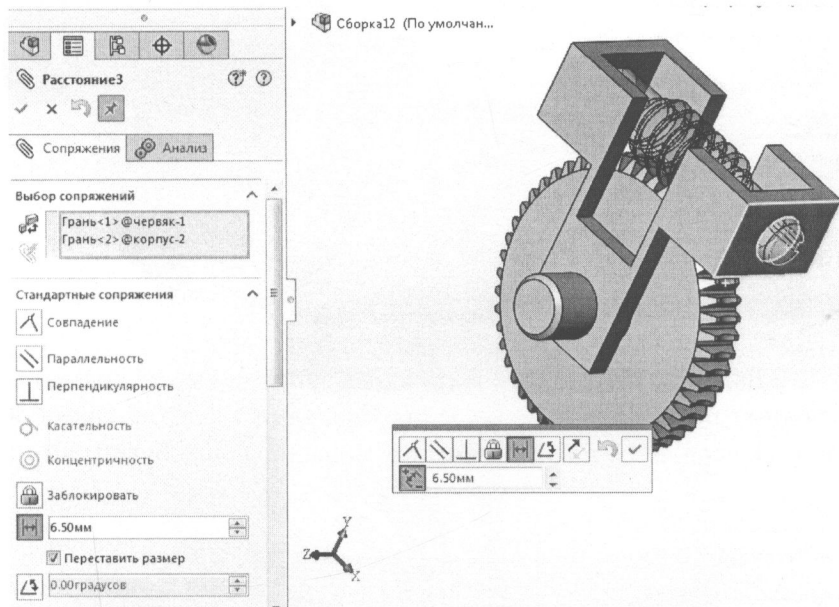 Сборка12 (По умолчан...
Расстояние3
Сопряжения Анализ
Выбор сопряжений
Грань<1>@червяк-1
Грань<2>@корпус-2
Стандартные сопряжения
Совпадение
Параллельность
Перпендикулярность
Касательность
Концентричность
Заблокировать
6.50мм
Переставить размер
0.00градусов
6.50мм
Y
Z
X